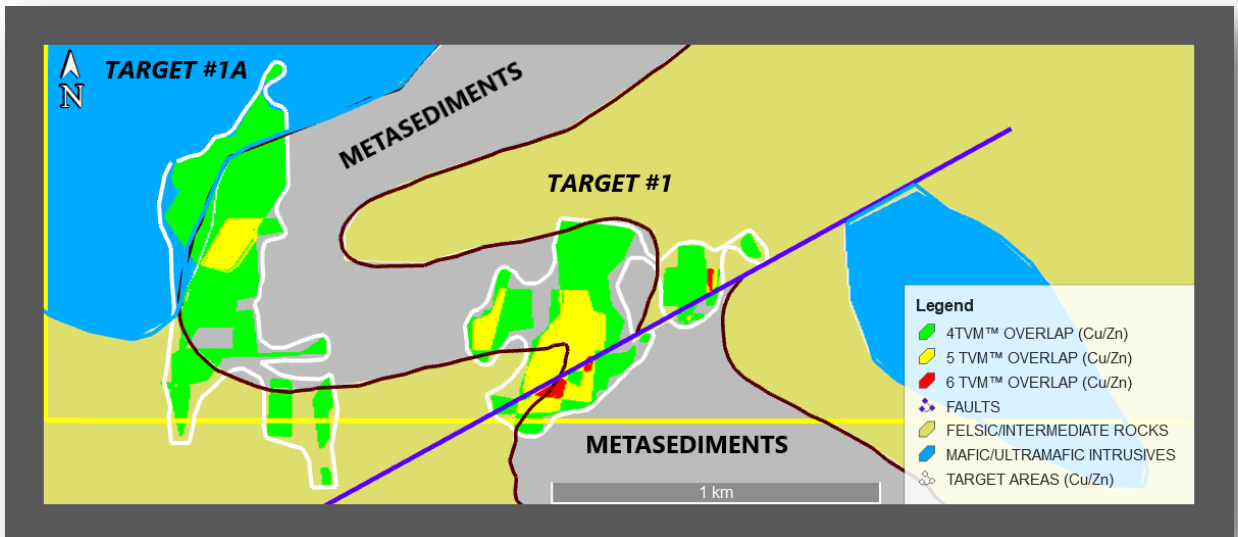 TARGET #1A
N
METASEDIMENTS
TARGET #1
METASEDIMENTS
1 km
Legend
4TVM™ OVERLAP (Cu/Zn)
5 TVM™ OVERLAP (Cu/Zn)
6 TVM™ OVERLAP (Cu/Zn)
FAULTS
FELSIC/INTERMEDIATE ROCKS
MAFIC/ULTRAMAFIC INTRUSIVES
TARGET AREAS (Cu/Zn)